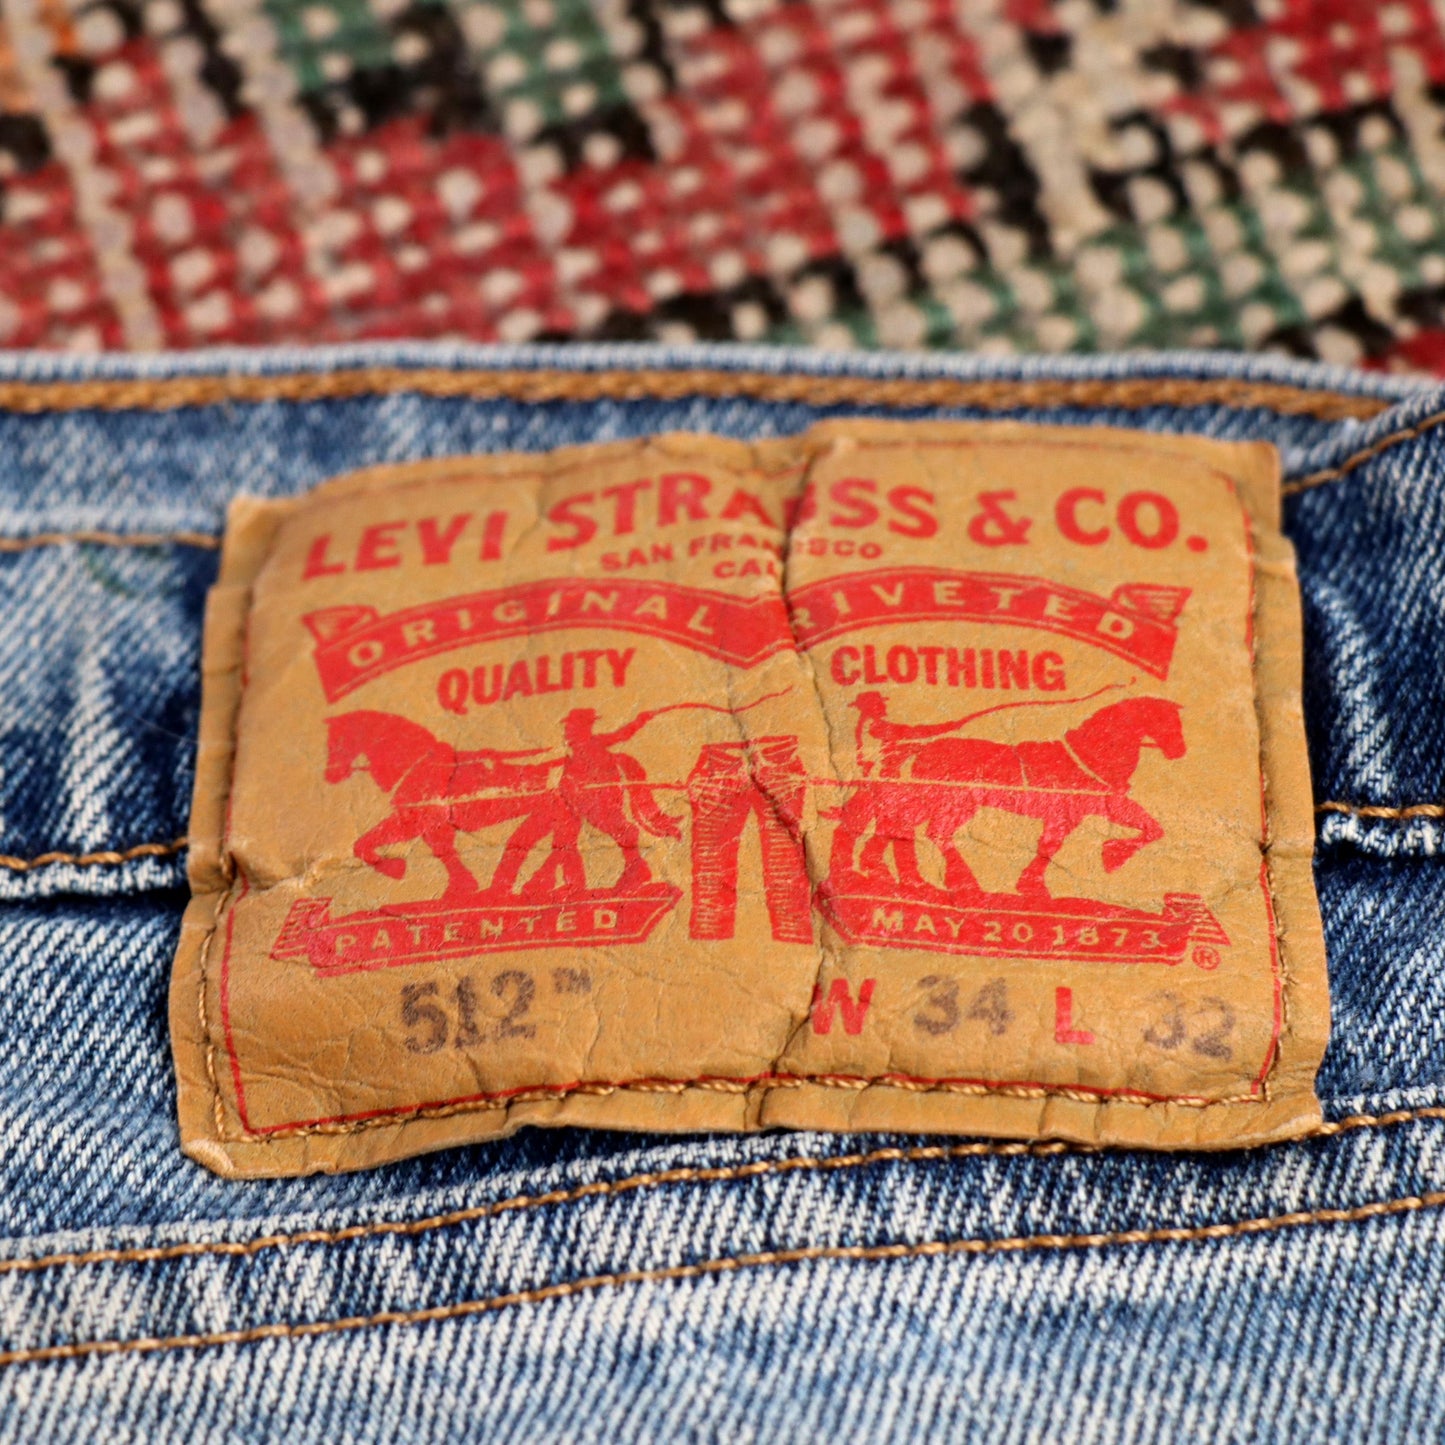 LEVI STRAUSS & CO.
SAN FRANCISCO
CAL
ORIGINAL RIVETED
QUALITY CLOTHING
PATENTED MAY 20 1873 ®
512™ W 34 L 32